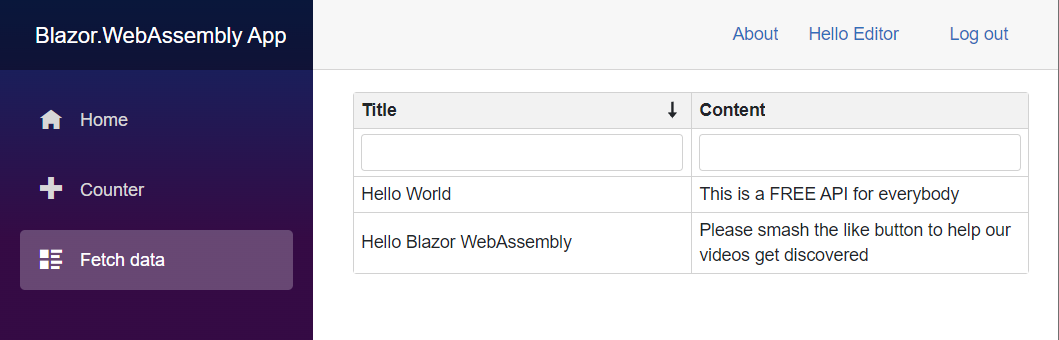 Blazor.WebAssembly App
About Hello Editor Log out
Home
Counter
Fetch data
Title Content
Hello World This is a FREE API for everybody
Hello Blazor WebAssembly Please smash the like button to help our
videos get discovered